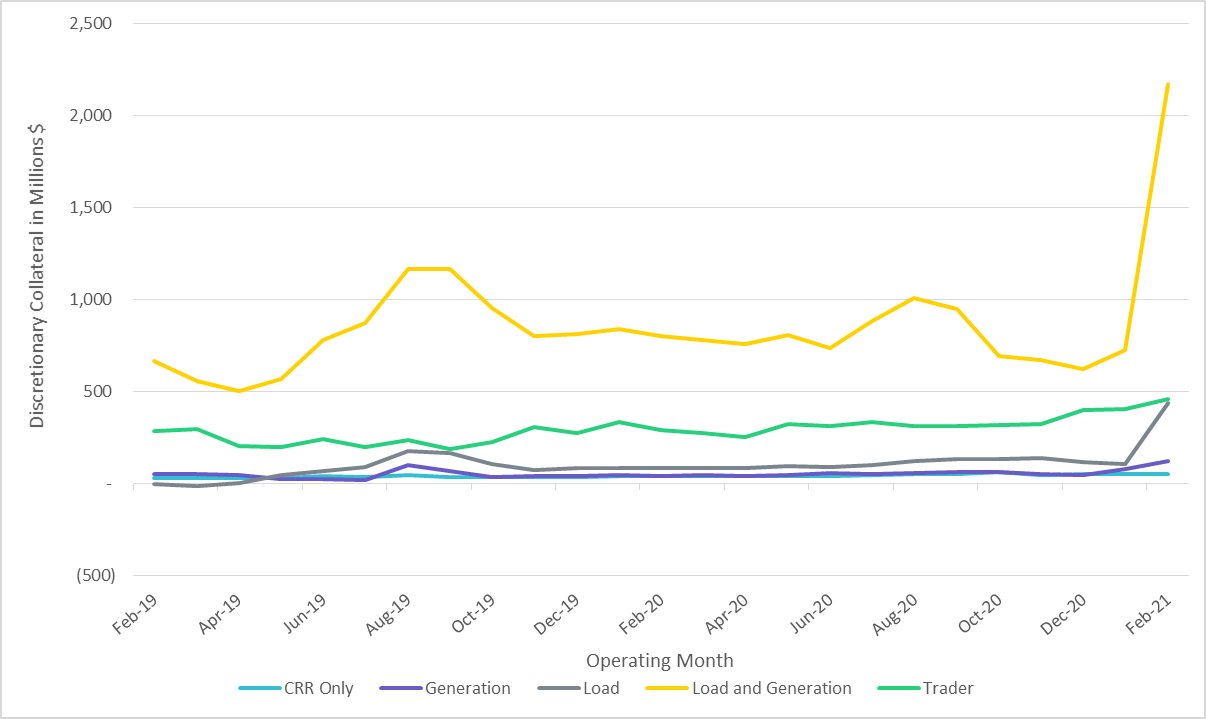 2,500
2,000
1,500
1,000
500
-
(500)
Discretionary Collateral in Millions $
Feb-19
Apr-19
Jun-19
Aug-19
Oct-19
Dec-19
Feb-20
Apr-20
Jun-20
Aug-20
Oct-20
Dec-20
Feb-21
Operating Month
CRR Only Generation Load Load and Generation Trader